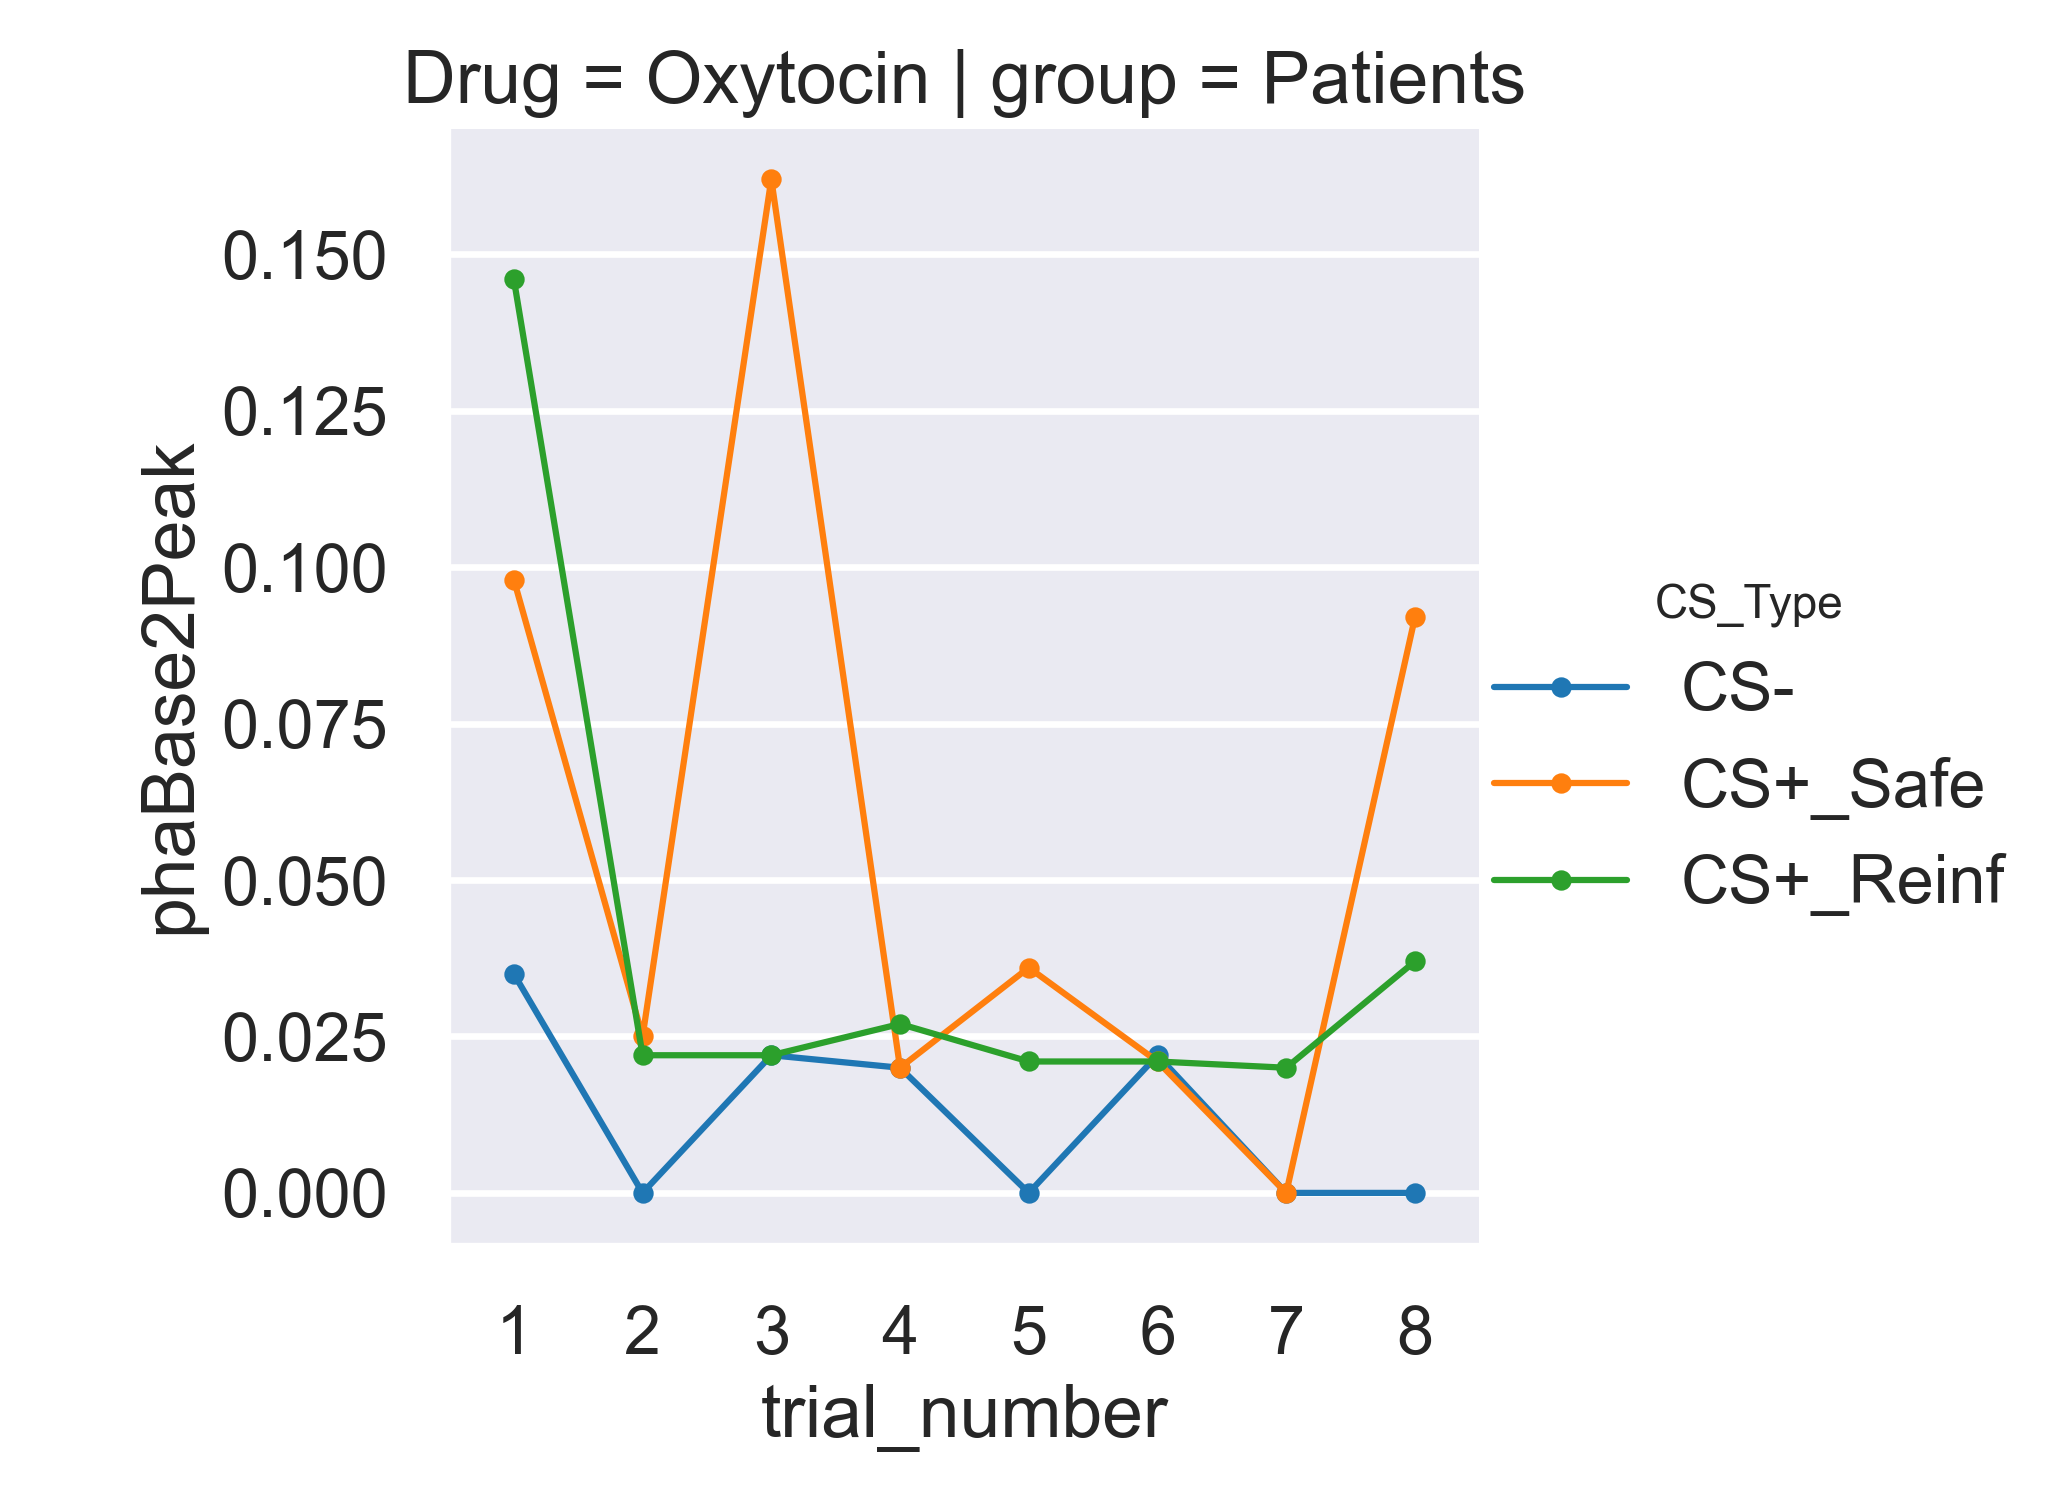 Drug = Oxytocin | group = Patients
phaBase2Peak
0.150
0.125
0.100
0.075
0.050
0.025
0.000
1 2 3 4 5 6 7 8
trial_number
CS_Type
CS-
CS+_Safe
CS+_Reinf